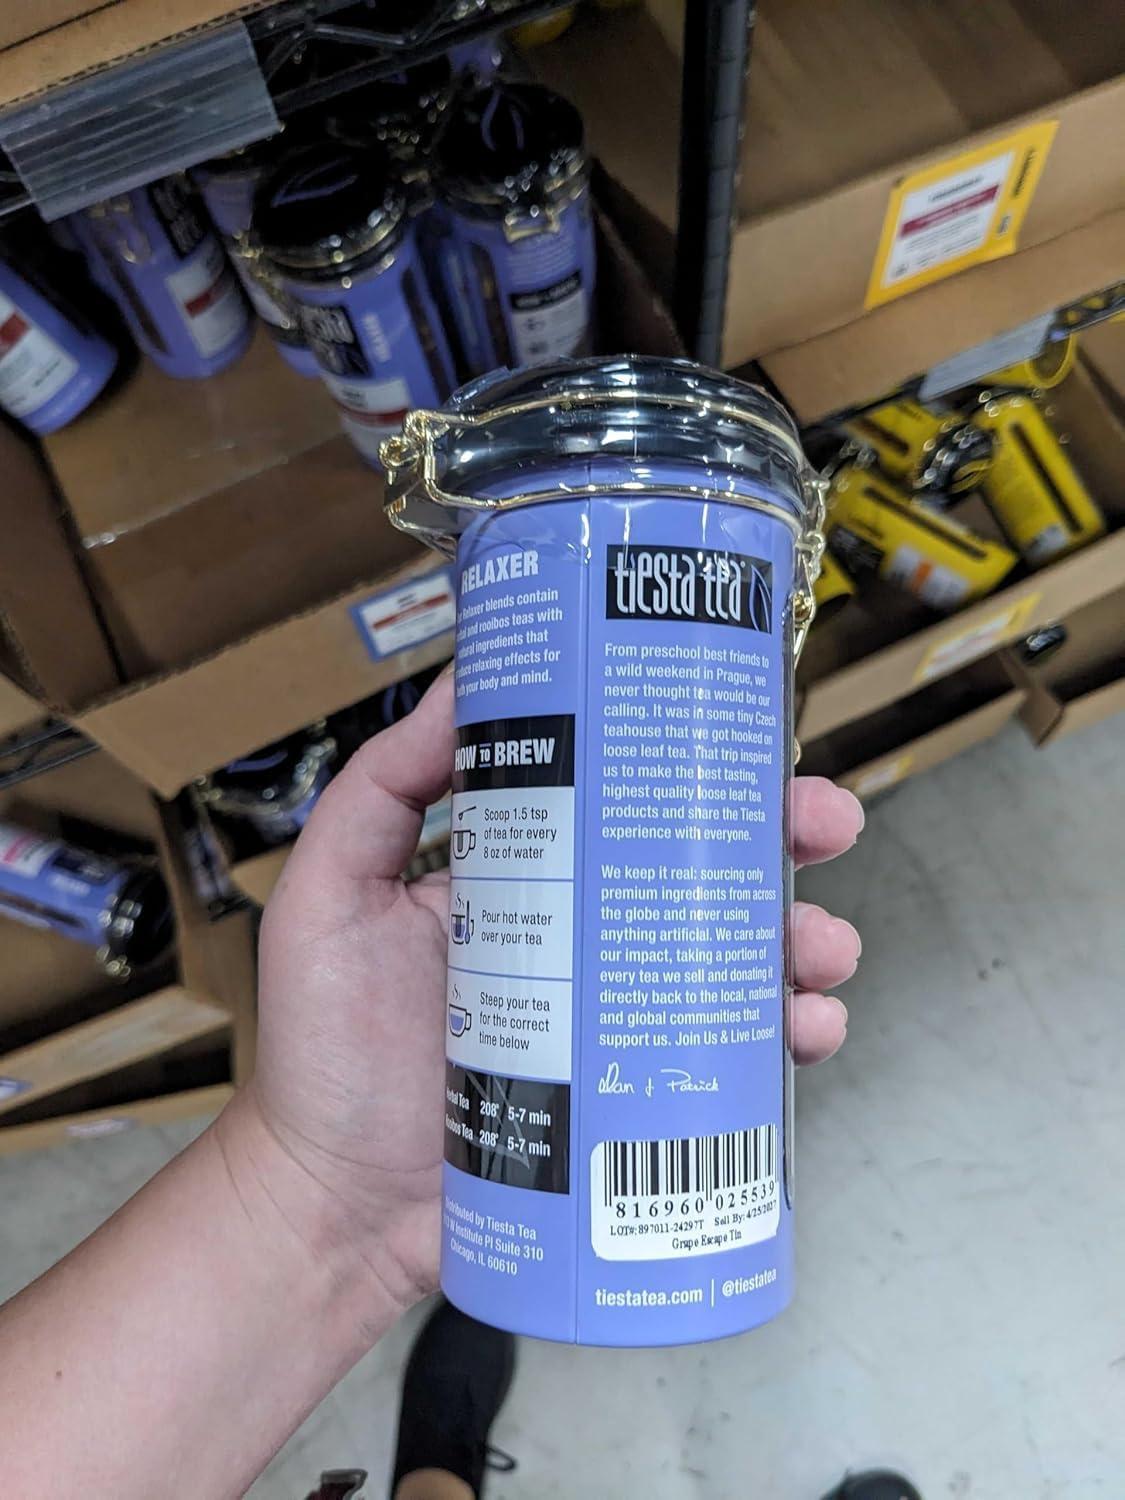 RELAXER
Relaxer blends contain
and rooibos teas with
ingredients that
relaxing effects for
your body and mind.
HOW TO BREW
Scoop 1.5 tsp
of tea for every
8 oz of water
Pour hot water
over your tea
Steep your tea
for the correct
time below
Tea 208° 5-7 min
Tea 208° 5-7 min
by Tiesta Tea
W Institute Pl Suite 310
Chicago, IL 60610
tiesta tea
From preschool best friends to
a wild weekend in Prague, we
never thought tea would be our
calling. It was in some tiny Czech
teahouse that we got hooked on
loose leaf tea. That trip inspired
us to make the best tasting,
highest quality loose leaf tea
products and share the Tiesta
experience with everyone.
We keep it real: sourcing only
premium ingredients from across
the globe and never using
anything artificial. We care about
our impact, taking a portion of
every tea we sell and donating it
directly back to the local, national
and global communities that
support us. Join Us & Live Loose!
Dan & Patrick
8 16960 02553 9
LOT#: 897011-24297T Sell By: 4/25/2027
Grape Escape Tin
tiestatea.com | @tiestatea